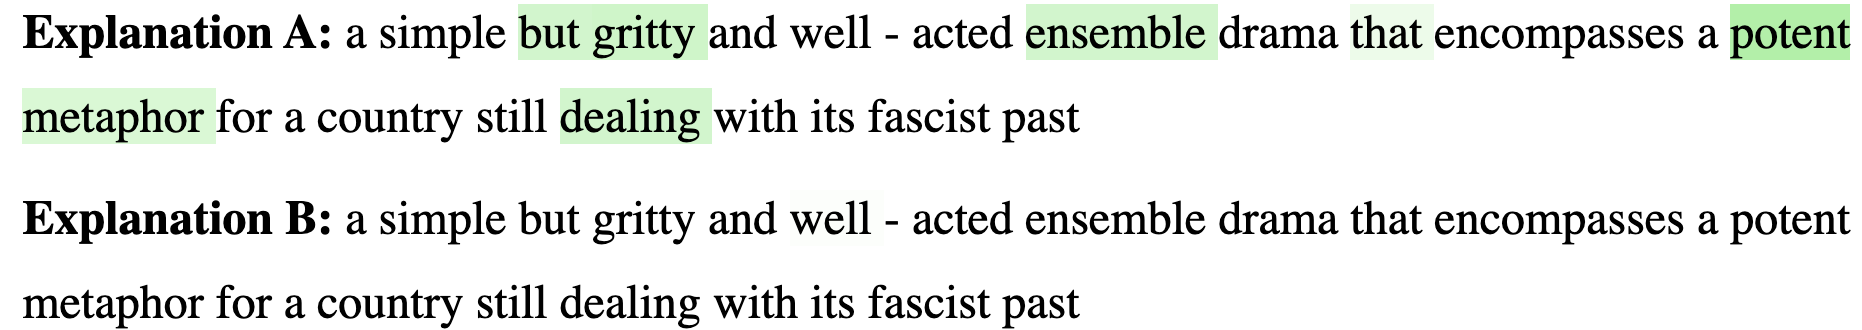 Explanation A: a simple but gritty and well - acted ensemble drama that encompasses a potent
metaphor for a country still dealing with its fascist past
Explanation B: a simple but gritty and well - acted ensemble drama that encompasses a potent
metaphor for a country still dealing with its fascist past